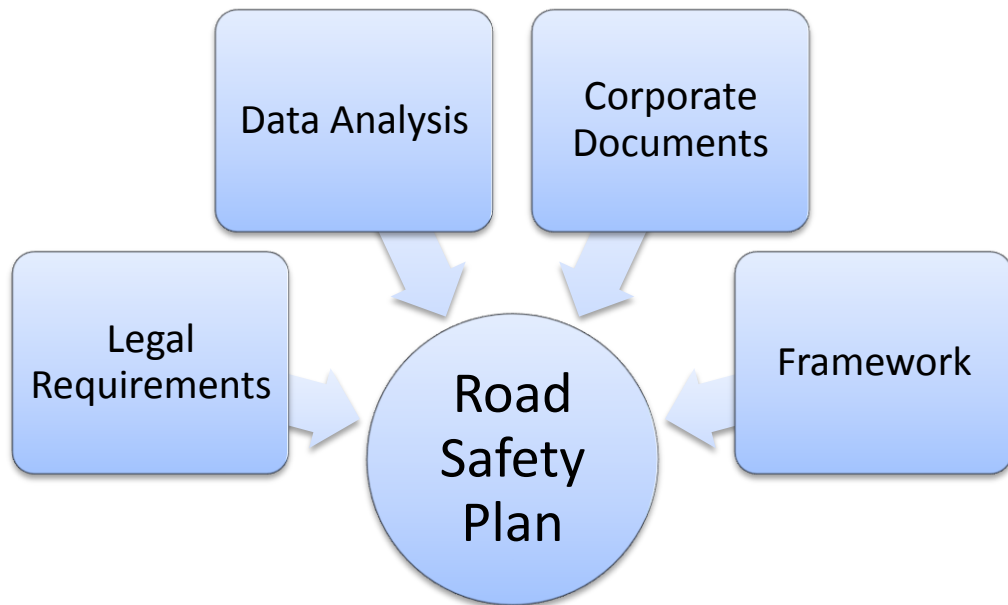 Data Analysis
Corporate
Documents
Legal
Requirements
Framework
Road
Safety
Plan